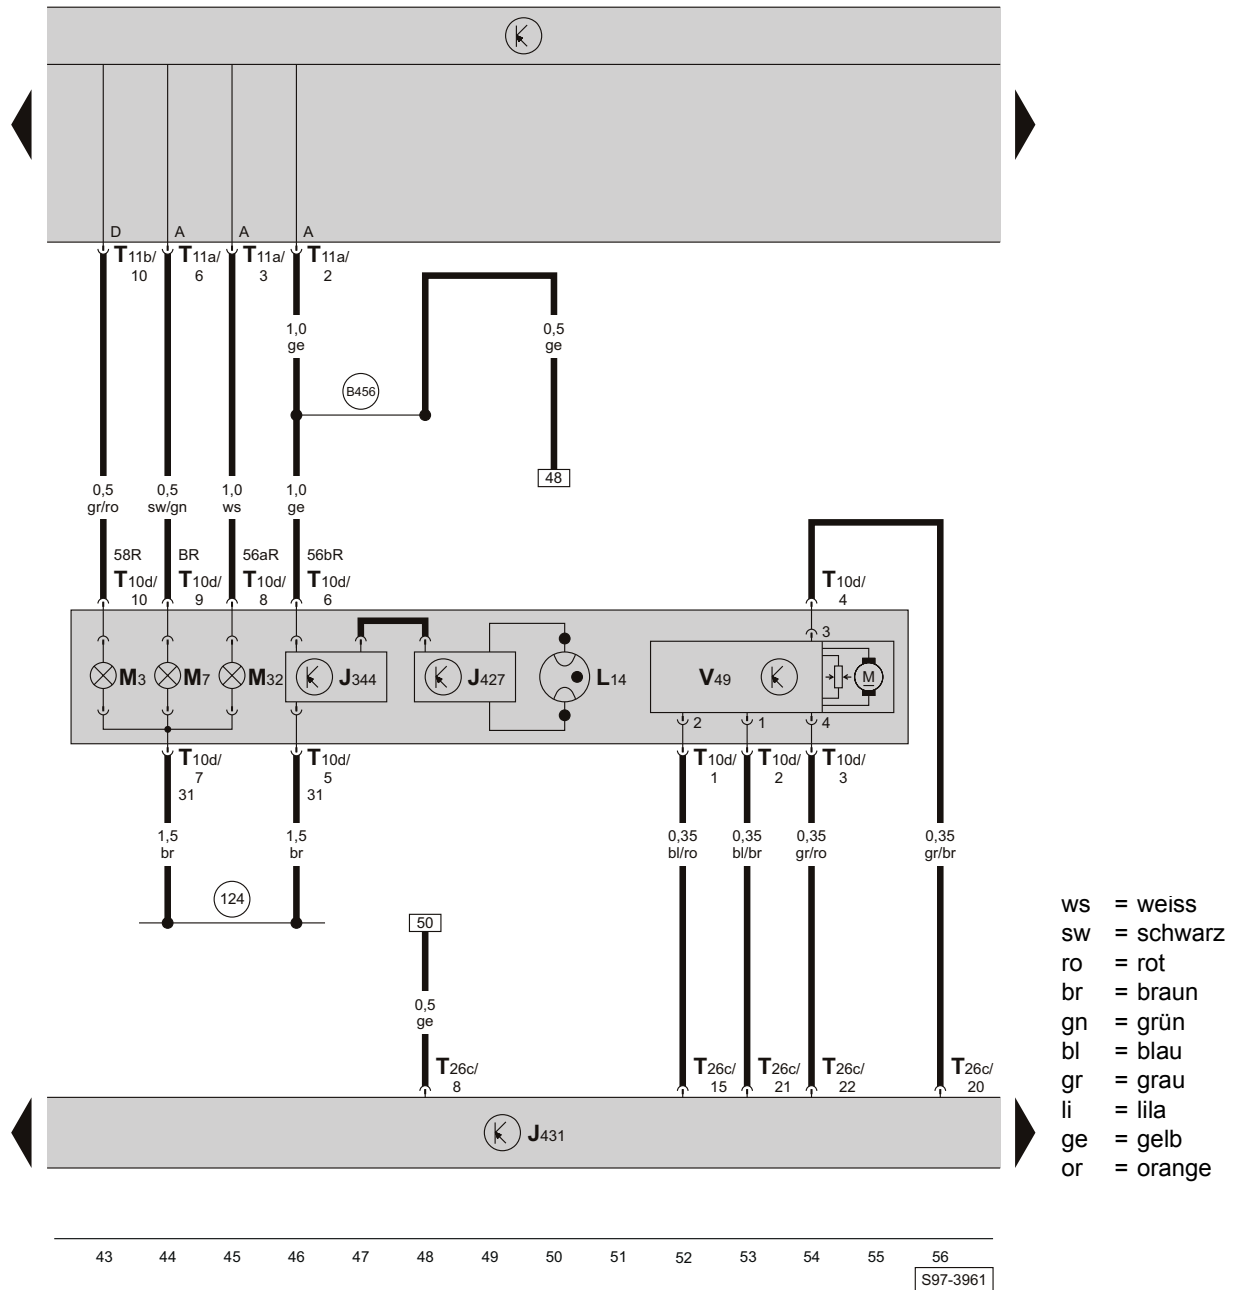 D A A A
T11b/ T11a/ T11a/ T11a/
10 6 3 2
1,0 0,5
ge ge
B456
48
0,5 0,5 1,0 1,0
gr/ro sw/gn ws ge
58R BR 56aR 56bR
T10d/ T10d/ T10d/ T10d/ T10d/
10 9 8 6 4
3
M3 M7 M32 J344 J427 L14 V49 M
2 1 4
T10d/ T10d/ T10d/ T10d/ T10d/
7 5 1 2 3
31 31
1,5 1,5 0,35 0,35 0,35 0,35
br br bl/ro bl/br gr/ro gr/br
124
50
0,5
ge
T26c/ T26c/ T26c/ T26c/ T26c/
8 15 21 22 20
J431
ws = weiss
sw = schwarz
ro = rot
br = braun
gn = grün
bl = blau
gr = grau
li = lila
ge = gelb
or = orange
43 44 45 46 47 48 49 50 51 52 53 54 55 56
S97-3961